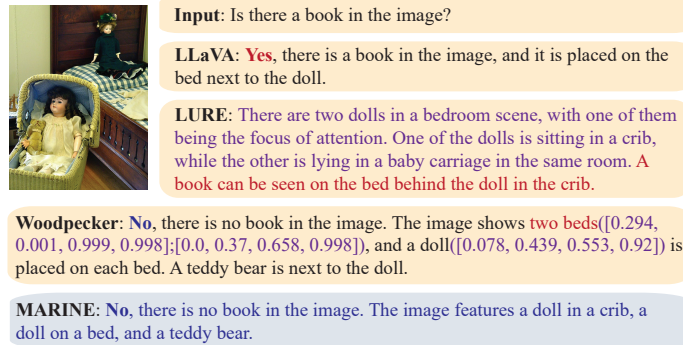 Input: Is there a book in the image?
LLaVA: Yes, there is a book in the image, and it is placed on the
bed next to the doll.
LURE: There are two dolls in a bedroom scene, with one of them
being the focus of attention. One of the dolls is sitting in a crib,
while the other is lying in a baby carriage in the same room. A
book can be seen on the bed behind the doll in the crib.
Woodpecker: No, there is no book in the image. The image shows two beds([0.294,
0.001, 0.999, 0.998];[0.0, 0.37, 0.658, 0.998]), and a doll([0.078, 0.439, 0.553, 0.92]) is
placed on each bed. A teddy bear is next to the doll.
MARINE: No, there is no book in the image. The image features a doll in a crib, a
doll on a bed, and a teddy bear.